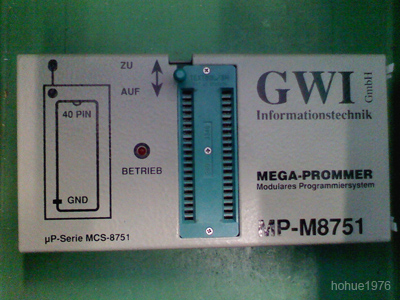 ZU
AUF
40 PIN
GND
µP-Serie MCS-8751
BETRIEB
GWI GmbH
Informationstechnik
MEGA-PROMMER
Modulares Programmiersystem
MP-M8751
hohue1976